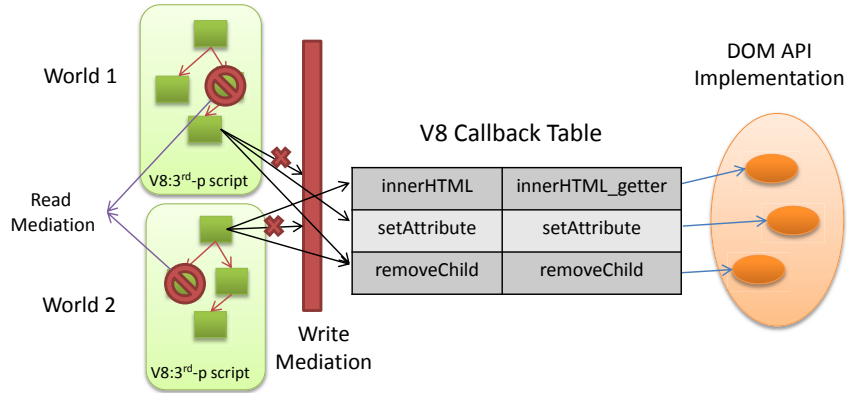 World 1
V8:3rd-p script
Read
Mediation
World 2
V8:3rd-p script
Write
Mediation
V8 Callback Table
innerHTML innerHTML_getter
setAttribute setAttribute
removeChild removeChild
DOM API
Implementation